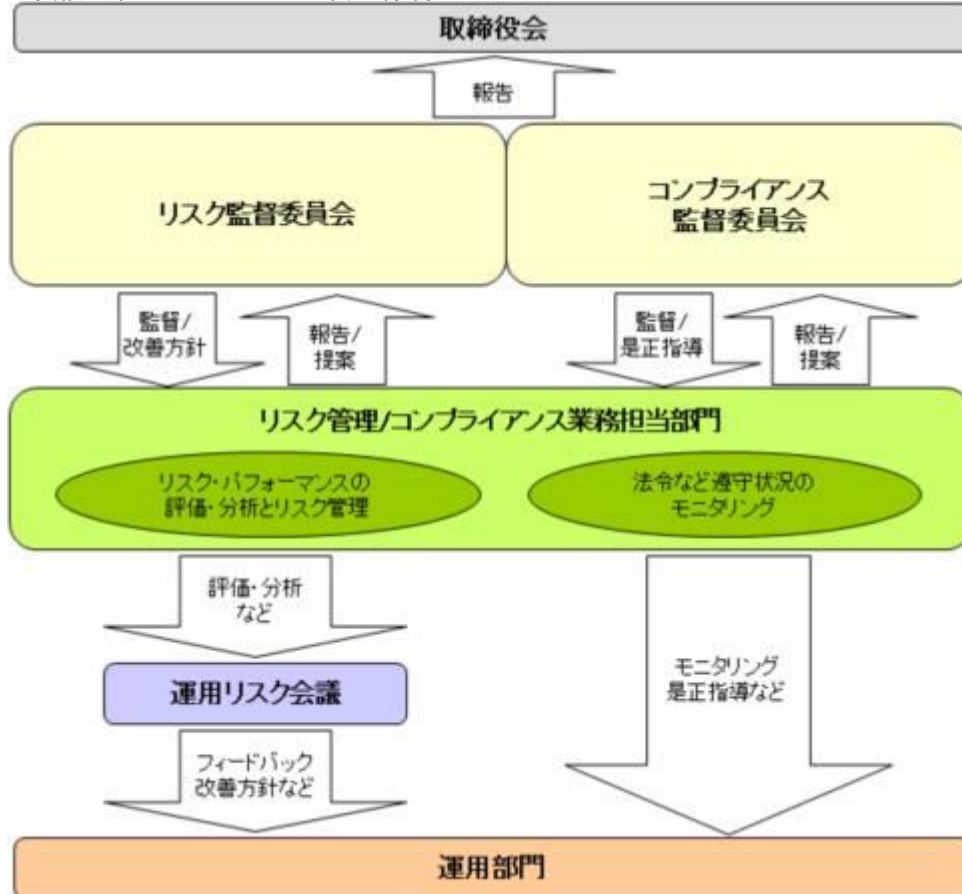 取締役会
報告
リスク監督委員会
コンプライアンス
監督委員会
監督/
改善方針
報告/
提案
監督/
是正指導
報告/
提案
リスク管理/コンプライアンス業務担当部門
リスク・パフォーマンスの
評価・分析とリスク管理
法令など遵守状況の
モニタリング
評価・分析
など
運用リスク会議
モニタリング
是正指導など
フィードバック
改善方針など
運用部門